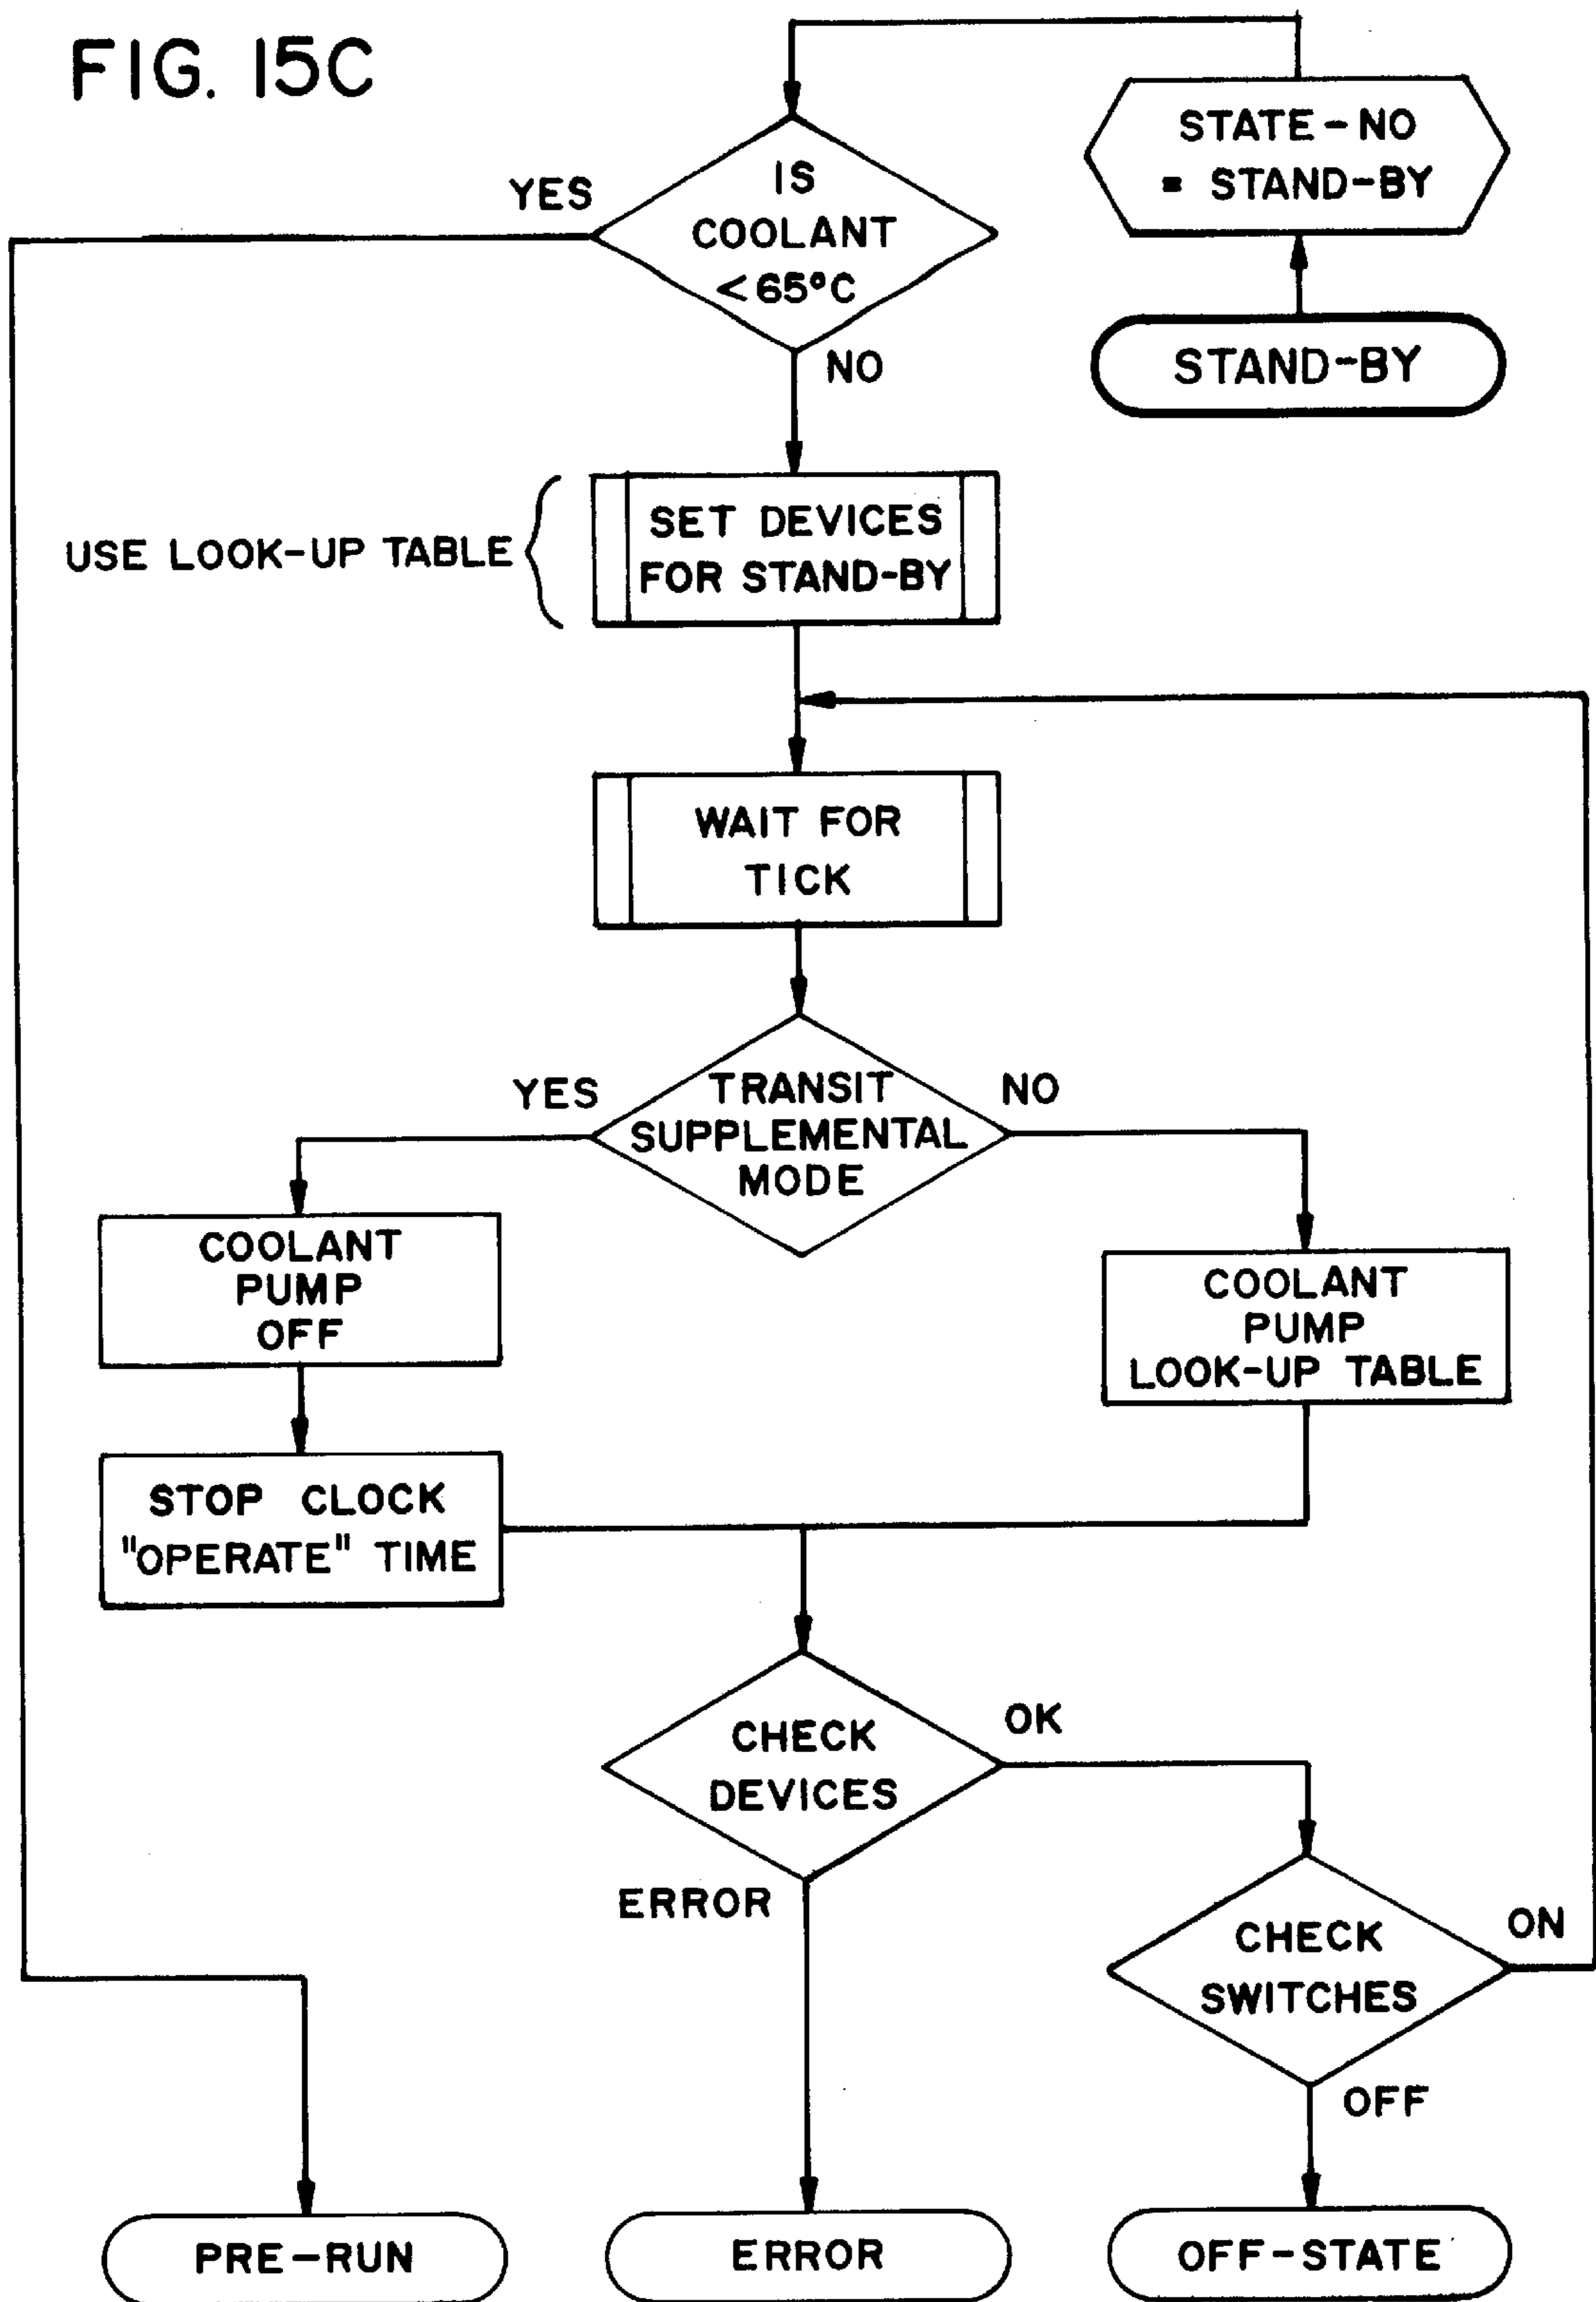 FIG. 15C
STATE-NO
= STAND-BY
STAND-BY
IS
COOLANT
<65°C
YES
NO
USE LOOK-UP TABLE
SET DEVICES
FOR STAND-BY
WAIT FOR
TICK
TRANSIT
SUPPLEMENTAL
MODE
YES
NO
COOLANT
PUMP
OFF
COOLANT
PUMP
LOOK-UP TABLE
STOP CLOCK
"OPERATE" TIME
CHECK
DEVICES
OK
ERROR
CHECK
SWITCHES
ON
OFF
PRE-RUN
ERROR
OFF-STATE